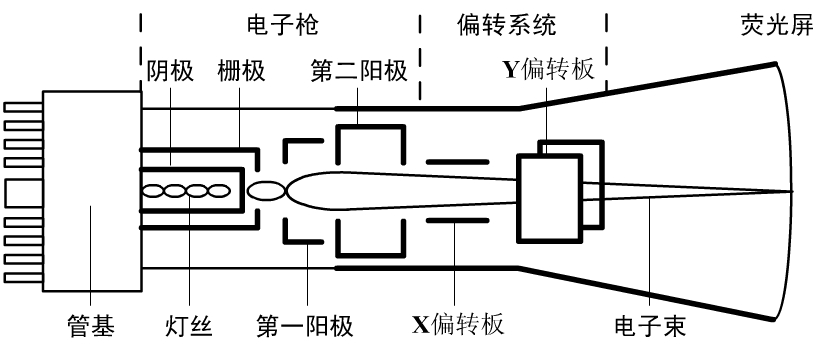 电子枪
偏转系统
荧光屏
阴极
栅极
第二阳极
Y偏转板
管基
灯丝
第一阳极
X偏转板
电子束